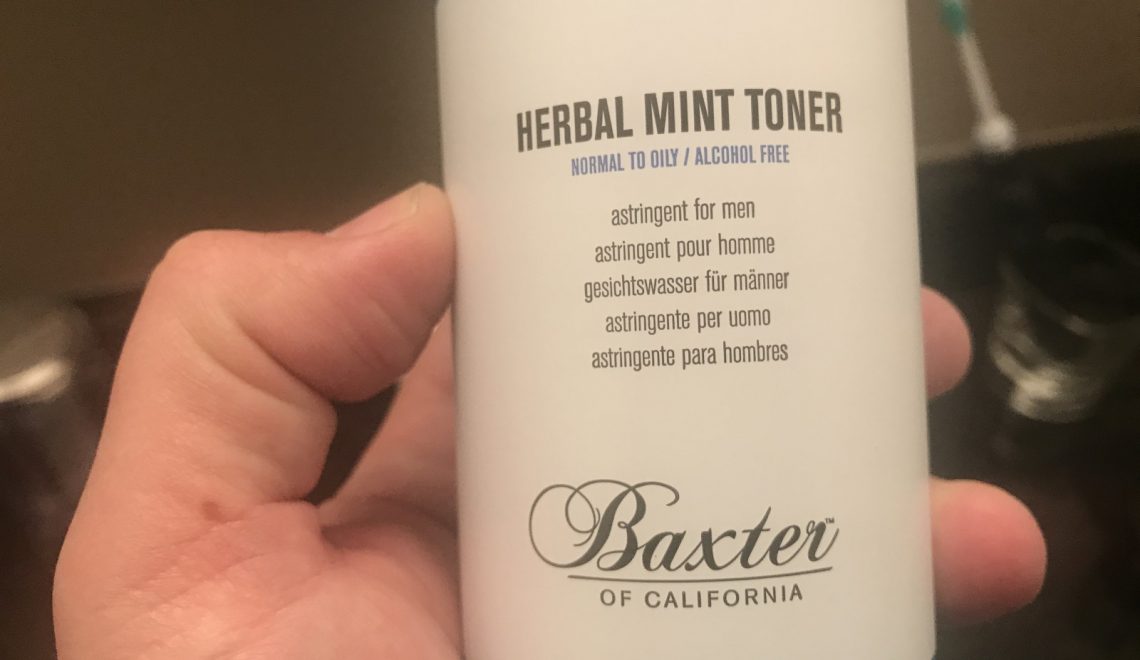 HERBAL MINT TONER
NORMAL TO OILY / ALCOHOL FREE
astringent for men
astringent pour homme
gesichtswasser für männer
astringente per uomo
astringente para hombres
Baxter™
OF CALIFORNIA